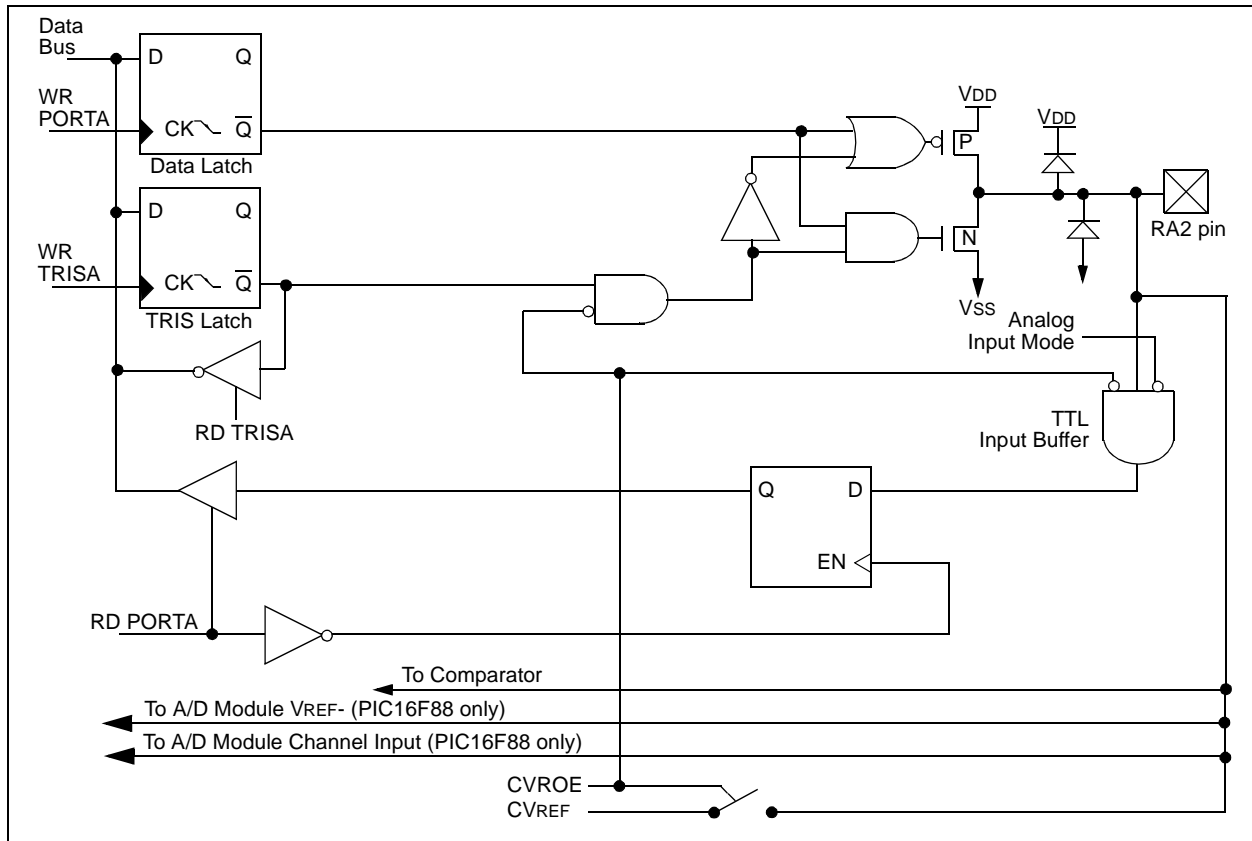 Data
Bus
D Q
WR
PORTA
CK Q
Data Latch
D Q
WR
TRISA
CK Q
TRIS Latch
RD TRISA
VDD
P
VDD
N
VSS
RA2 pin
Analog
Input Mode
TTL
Input Buffer
Q D
EN
RD PORTA
To Comparator
To A/D Module VREF- (PIC16F88 only)
To A/D Module Channel Input (PIC16F88 only)
CVROE
CVREF